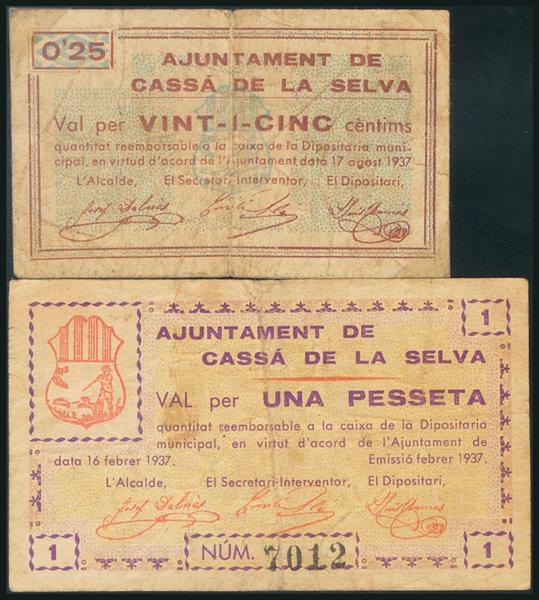 0'25
AJUNTAMENT DE
CASSÁ DE LA SELVA
Val per VINT-I-CINC cèntims
quantitat reemborsable a la caixa de la Dipositaria muni-
cipal, en virtud d'acord de l'Ajuntament data 17 agost 1937
L'Alcalde, El Secretari-Interventor, El Dipositari,
1
AJUNTAMENT DE
CASSÁ DE LA SELVA
VAL per UNA PESSETA
quantitat reemborsable a la caixa de la Dipositaria
municipal, en virtut d'acord de l'Ajuntament de
data 16 febrer 1937. Emissió febrer 1937.
L'Alcalde, El Secretari-Interventor, El Dipositari,
1 NÚM. 7012 1